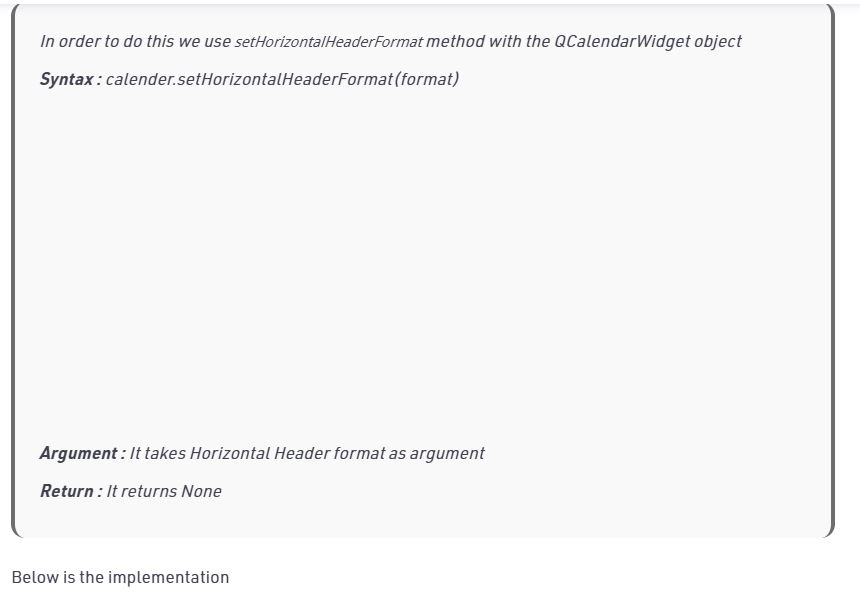 In order to do this we use setHorizontalHeaderFormat method with the QCalendarWidget object
Syntax : calender.setHorizontalHeaderFormat(format)
Argument : It takes Horizontal Header format as argument
Return : It returns None
Below is the implementation